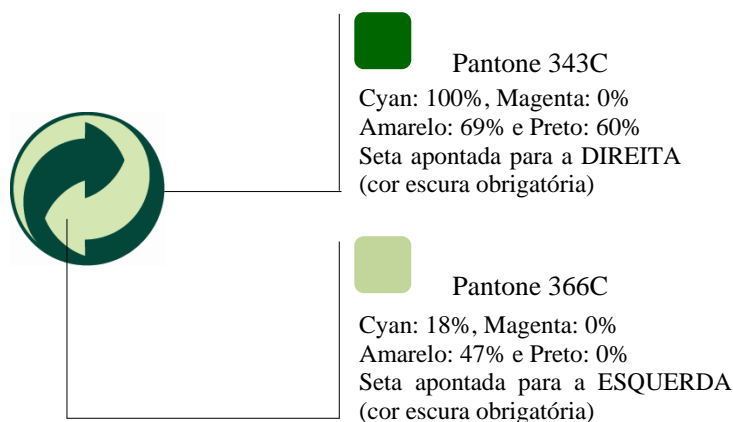 Pantone 343C
Cyan: 100%, Magenta: 0%
Amarelo: 69% e Preto: 60%
Seta apontada para a DIREITA
(cor escura obrigatória)
Pantone 366C
Cyan: 18%, Magenta: 0%
Amarelo: 47% e Preto: 0%
Seta apontada para a ESQUERDA
(cor escura obrigatória)